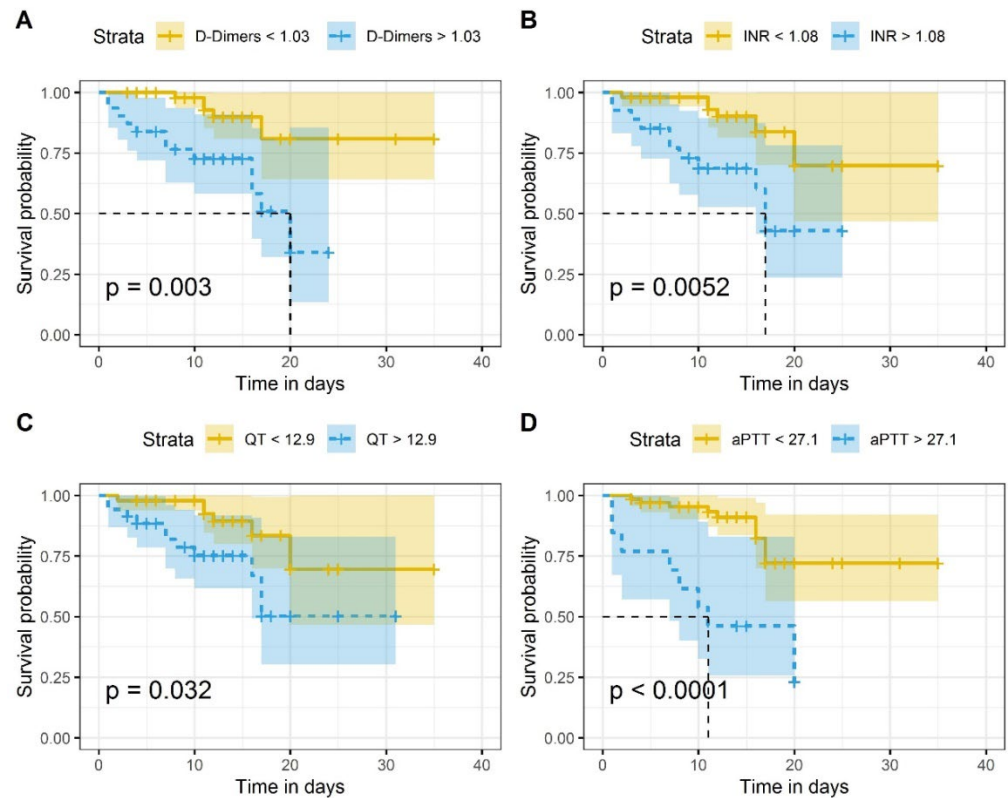 A
Strata D-Dimers < 1.03 D-Dimers > 1.03
1.00
0.75
0.50
0.25
0.00
Survival probability
p = 0.003
0 10 20 30 40
Time in days
B
Strata INR < 1.08 INR > 1.08
1.00
0.75
0.50
0.25
0.00
Survival probability
p = 0.0052
0 10 20 30 40
Time in days
C
Strata QT < 12.9 QT > 12.9
1.00
0.75
0.50
0.25
0.00
Survival probability
p = 0.032
0 10 20 30 40
Time in days
D
Strata aPTT < 27.1 aPTT > 27.1
1.00
0.75
0.50
0.25
0.00
Survival probability
p < 0.0001
0 10 20 30 40
Time in days